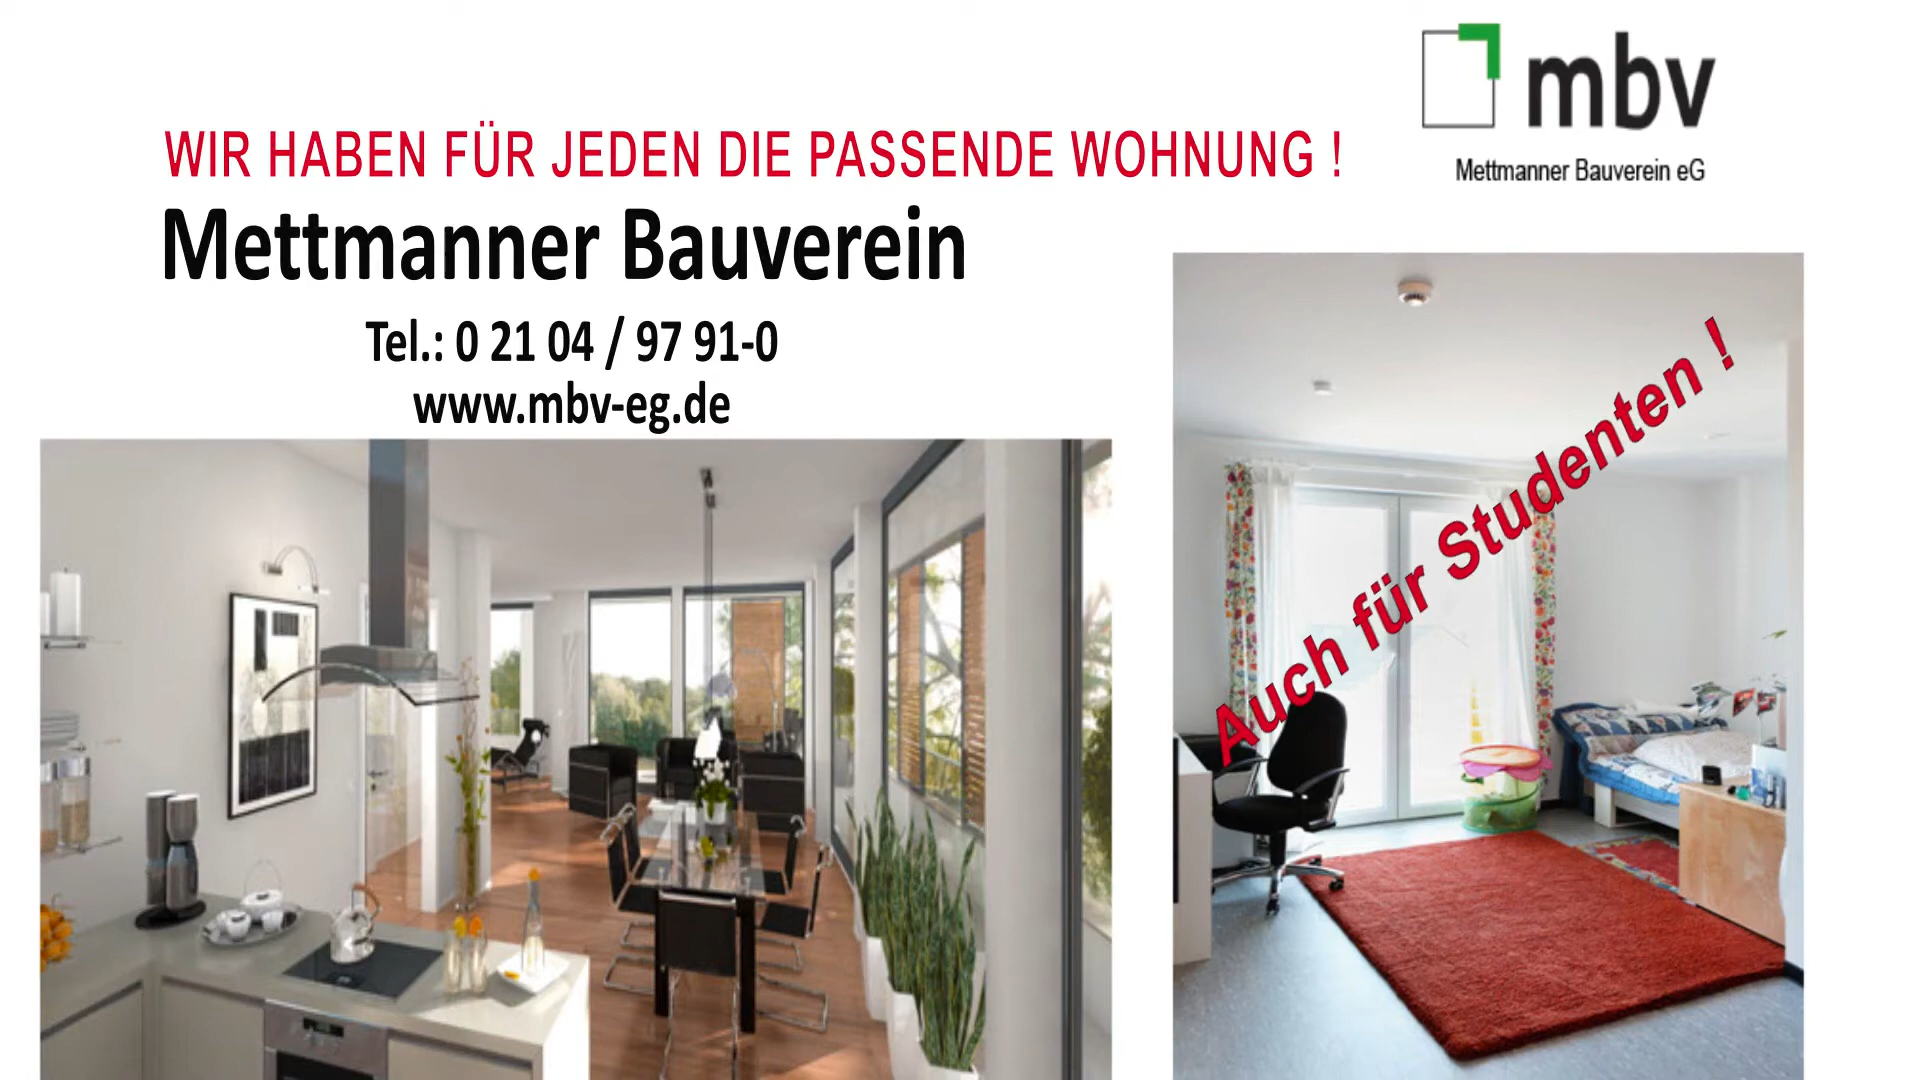 mbv
Mettmanner Bauverein eG
WIR HABEN FÜR JEDEN DIE PASSENDE WOHNUNG !
Mettmanner Bauverein
Tel.: 0 21 04 / 97 91-0
www.mbv-eg.de
Auch für Studenten !